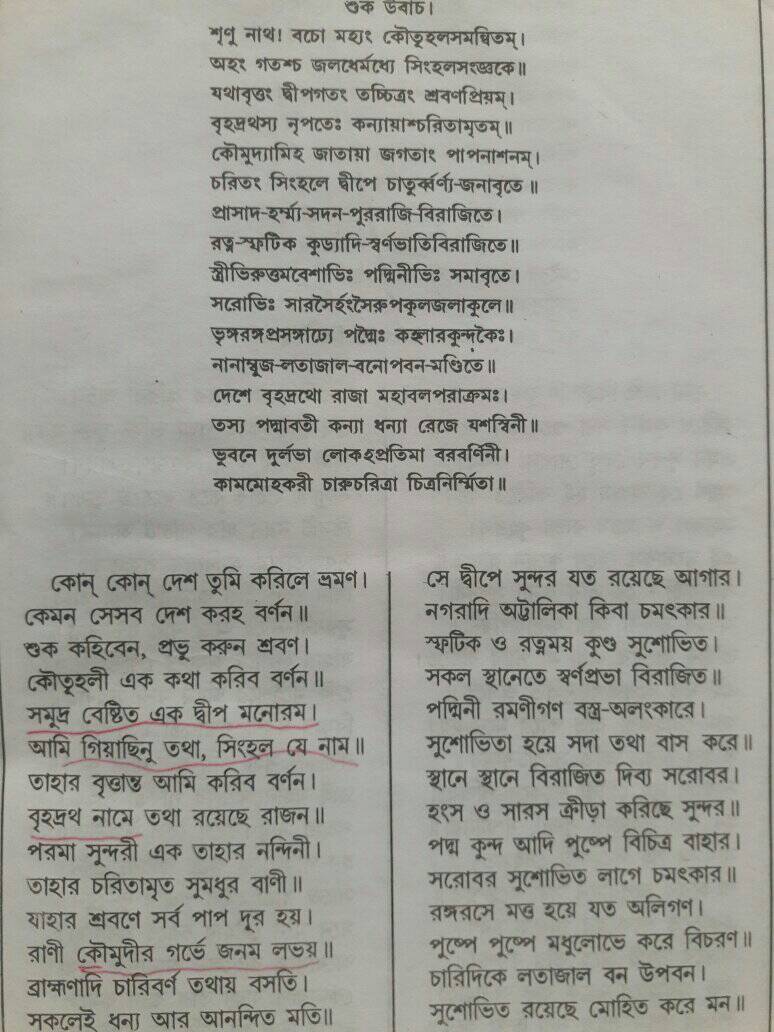 শুক উবাচ।
শৃণু নাথ! বচো মহ্যং কৌতূহলসমন্বিতম্।
অহং গতশ্চ জলধের্মধ্যে সিংহলসংজ্ঞকে॥
যথাবৃত্তং দ্বীপগতং তচ্চিত্রং শ্রবণপ্রিয়ম্।
বৃহদ্রথস্য নৃপতেঃ কন্যায়াশ্চরিতামৃতম্॥
কৌমুদ্যামিহ জাতায়া জগতাং পাপনাশনম্।
চরিতং সিংহলে দ্বীপে চাতুর্ব্বর্ণ্য-জনাবৃতে॥
প্রাসাদ-হর্ম্ম্য-সদন-পুররাজি-বিরাজিতে।
রত্ন-স্ফটিক কুড্যাদি-স্বর্ণভাতিবিরাজিতে॥
স্ত্রীভিরুত্তমবেশাভিঃ পদ্মিনীভিঃ সমাবৃতে।
সরোভিঃ সারসৈর্হংসৈরুপকূলজলাকুলে॥
ভৃঙ্গরঙ্গপ্রসঙ্গাঢ্যে পদ্মৈঃ কহ্লারকুন্দকৈঃ।
নানাম্বুজ-লতাজাল-বনোপবন-মণ্ডিতে॥
দেশে বৃহদ্রথো রাজা মহাবলপরাক্রমঃ।
তস্য পদ্মাবতী কন্যা ধন্যা রেজে যশস্বিনী॥
ভুবনে দুর্লভা লোকেঽপ্রতিমা বরবর্ণিনী।
কামমোহকরী চারুচরিত্রা চিত্রনির্ম্মিতা॥
কোন্ কোন্ দেশ তুমি করিলে ভ্রমণ।
কেমন সেসব দেশ করহ বর্ণন॥
শুক কহিবেন, প্রভু করুন শ্রবণ।
কৌতূহলী এক কথা করিব বর্ণন॥
সমুদ্র বেষ্টিত এক দ্বীপ মনোরম।
আমি গিয়াছিনু তথা, সিংহল যে নাম॥
তাহার বৃত্তান্ত আমি করিব বর্ণন।
বৃহদ্রথ নামে তথা রয়েছে রাজন॥
পরমা সুন্দরী এক তাহার নন্দিনী।
তাহার চরিতামৃত সুমধুর বাণী॥
যাহার শ্রবণে সর্ব পাপ দূর হয়।
রাণী কৌমুদীর গর্ভে জনম লভয়॥
ব্রাহ্মণাদি চারিবর্ণ তথায় বসতি।
সকলেই ধন্য আর আনন্দিত মতি॥
সে দ্বীপে সুন্দর যত রয়েছে আগার।
নগরাদি অট্টালিকা কিবা চমৎকার॥
স্ফটিক ও রত্নময় কুণ্ড সুশোভিত।
সকল স্থানেতে স্বর্ণপ্রভা বিরাজিত॥
পদ্মিনী রমণীগণ বস্ত্র-অলংকারে।
সুশোভিতা হয়ে সদা তথা বাস করে॥
স্থানে স্থানে বিরাজিত দিব্য সরোবর।
হংস ও সারস ক্রীড়া করিছে সুন্দর॥
পদ্ম কুন্দ আদি পুষ্পে বিচিত্র বাহার।
সরোবর সুশোভিত লাগে চমৎকার॥
রঙ্গরসে মত্ত হয়ে যত অলিগণ।
পুষ্পে পুষ্পে মধুলোভে করে বিচরণ॥
চারিদিকে লতাজাল বন উপবন।
সুশোভিত রয়েছে মোহিত করে মন॥